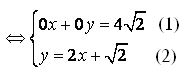 ⇔ { 0x + 0y = 4√2 (1)
y = 2x + √2 (2)